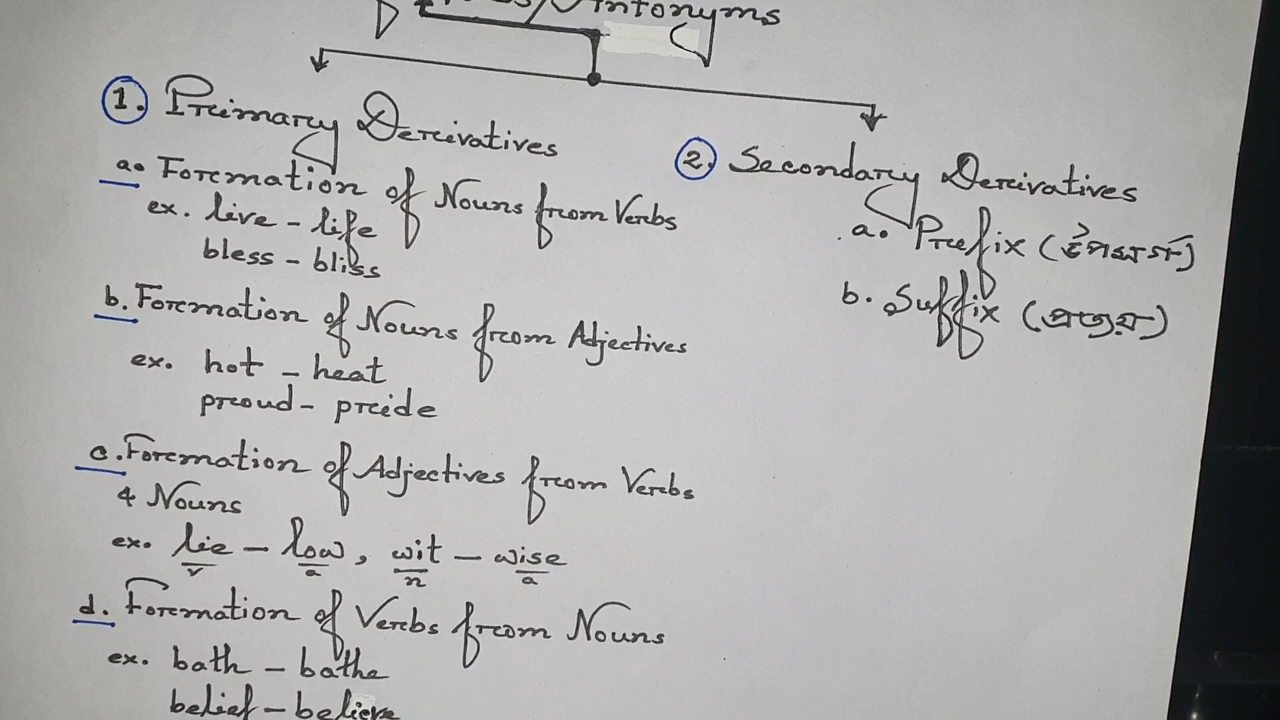 Antonyms
1. Primary Derivatives
a. Formation of Nouns from Verbs
ex. live - life
bless - bliss
b. Formation of Nouns from Adjectives
ex. hot - heat
proud - pride
c. Formation of Adjectives from Verbs
& Nouns
ex. lie - low, wit - wise
v a n a
d. Formation of Verbs from Nouns
ex. bath - bathe
belief - believe
2. Secondary Derivatives
a. Prefix (উপসর্গ)
b. Suffix (প্রত্যয়)